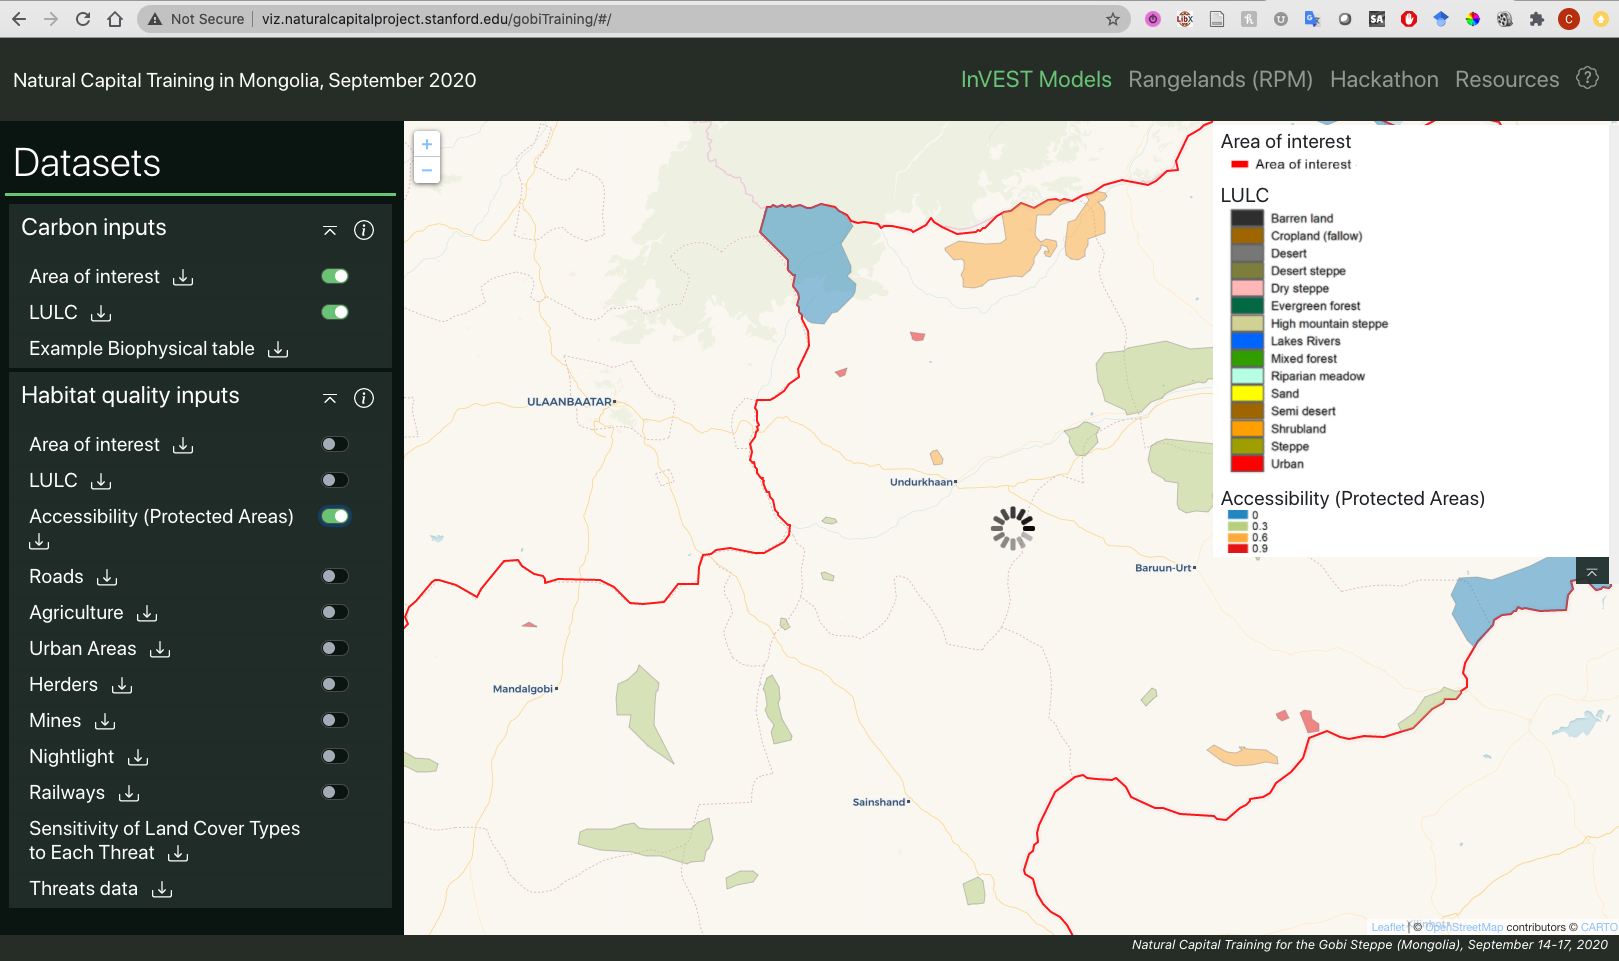 Not Secure
viz.naturalcapitalproject.stanford.edu/gobiTraining/#/
LibX
SA
C
Natural Capital Training in Mongolia, September 2020
InVEST Models
Rangelands (RPM)
Hackathon
Resources
?
Datasets
Carbon inputs
i
Area of interest
LULC
Example Biophysical table
Habitat quality inputs
i
Area of interest
LULC
Accessibility (Protected Areas)
Roads
Agriculture
Urban Areas
Herders
Mines
Nightlight
Railways
Sensitivity of Land Cover Types
to Each Threat
Threats data
+
−
ULAANBAATAR
Undurkhaan
Baruun-Urt
Mandalgobi
Sainshand
Area of interest
Area of interest
LULC
Barren land
Cropland (fallow)
Desert
Desert steppe
Dry steppe
Evergreen forest
High mountain steppe
Lakes Rivers
Mixed forest
Riparian meadow
Sand
Semi desert
Shrubland
Steppe
Urban
Accessibility (Protected Areas)
0
0.3
0.6
0.9
Leaflet | © OpenStreetMap contributors © CARTO
Natural Capital Training for the Gobi Steppe (Mongolia), September 14-17, 2020